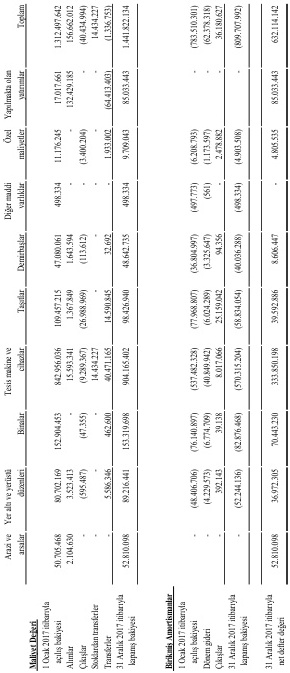 Arazi ve arsalar | Yer altı ve yerüstü düzenleri | Binalar | Tesis makine ve cihazlar | Taşıtlar | Demirbaşlar | Diğer maddi varlıklar | Özel maliyetler | Yapılmakta olan yatırımlar | Toplam
Maliyet Değeri
1 Ocak 2017 itibarıyla
açılış bakiyesi 50.705.468 80.702.169 152.904.453 842.956.036 109.457.215 47.080.061 498.334 11.176.245 17.017.661 1.312.497.642
Alımlar 2.104.630 3.523.413 - 15.593.341 1.367.849 1.643.594 - - 132.429.185 156.662.012
Çıkışlar - (595.487) (47.355) (9.289.367) (26.988.969) (113.612) - (3.400.204) - (40.434.994)
Stoklardan transferler - - - 14.434.227 - - - - - 14.434.227
Transferler - 5.586.346 462.600 40.471.165 14.590.845 32.692 - 1.933.002 (64.413.403) (1.336.753)
31 Aralık 2017 itibarıyla
kapanış bakiyesi 52.810.098 89.216.441 153.319.698 904.165.402 98.426.940 48.642.735 498.334 9.709.043 85.033.443 1.441.822.134
Birikmiş Amortismanlar
1 Ocak 2017 itibarıyla
açılış bakiyesi - (48.406.706) (76.140.897) (537.482.328) (77.968.807) (36.804.997) (497.773) (6.208.793) - (783.510.301)
Dönem gideri - (4.229.573) (6.774.709) (40.849.942) (6.024.289) (3.325.647) (561) (1.173.597) - (62.378.318)
Çıkışlar - 392.143 39.138 8.017.066 25.159.042 94.356 - 2.478.882 - 36.180.627
31 Aralık 2017 itibarıyla
kapanış bakiyesi - (52.244.136) (82.876.468) (570.315.204) (58.834.054) (40.036.288) (498.334) (4.903.508) - (809.707.992)
31 Aralık 2017 itibarıyla
net defter değeri 52.810.098 36.972.305 70.443.230 333.850.198 39.592.886 8.606.447 - 4.805.535 85.033.443 632.114.142